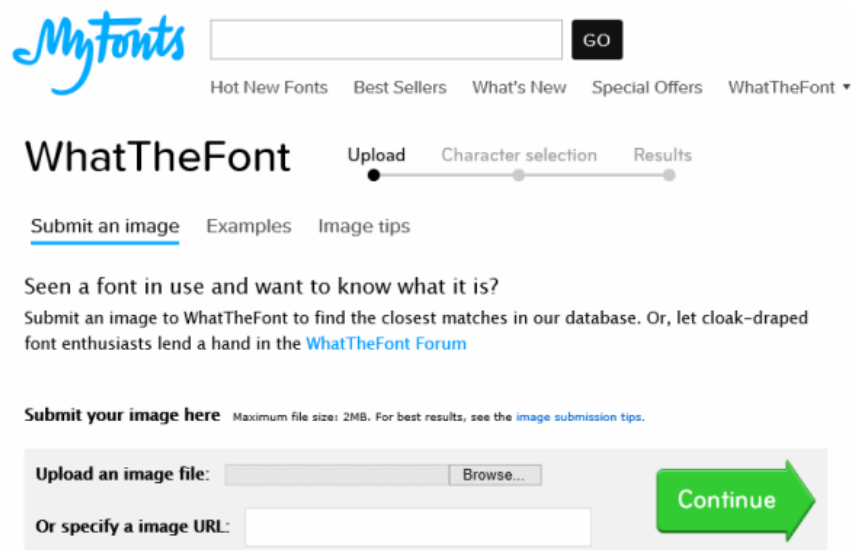 MyFonts
GO
Hot New Fonts Best Sellers What's New Special Offers WhatTheFont ▾
WhatTheFont
Upload Character selection Results
Submit an image Examples Image tips
Seen a font in use and want to know what it is?
Submit an image to WhatTheFont to find the closest matches in our database. Or, let cloak-draped
font enthusiasts lend a hand in the WhatTheFont Forum
Submit your image here Maximum file size: 2MB. For best results, see the image submission tips.
Upload an image file: Browse...
Continue
Or specify a image URL: